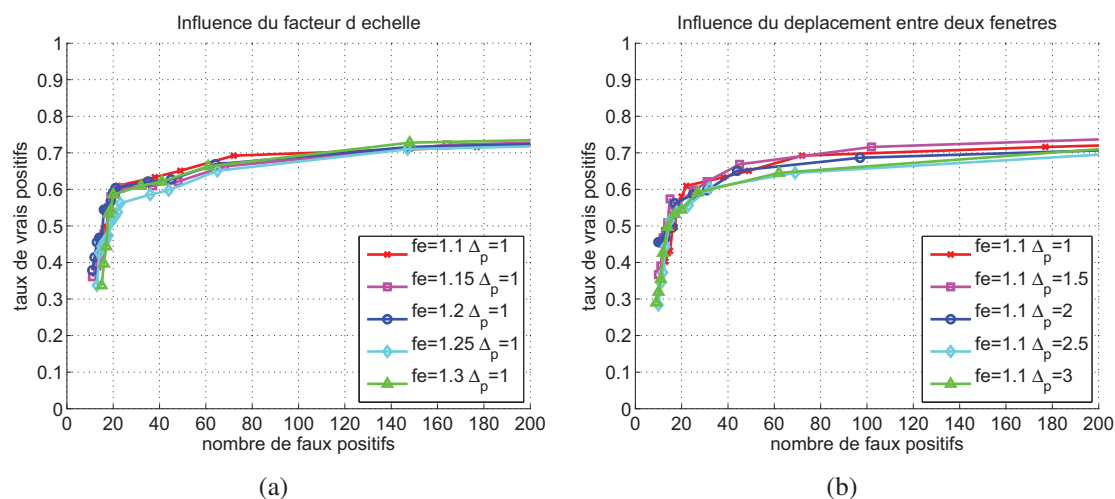 Influence du facteur d echelle
1
0.9
0.8
0.7
0.6
0.5
0.4
0.3
0.2
0.1
0
taux de vrais positifs
fe=1.1 Δp=1
fe=1.15 Δp=1
fe=1.2 Δp=1
fe=1.25 Δp=1
fe=1.3 Δp=1
0 20 40 60 80 100 120 140 160 180 200
nombre de faux positifs
(a)
Influence du deplacement entre deux fenetres
1
0.9
0.8
0.7
0.6
0.5
0.4
0.3
0.2
0.1
0
taux de vrais positifs
fe=1.1 Δp=1
fe=1.1 Δp=1.5
fe=1.1 Δp=2
fe=1.1 Δp=2.5
fe=1.1 Δp=3
0 20 40 60 80 100 120 140 160 180 200
nombre de faux positifs
(b)